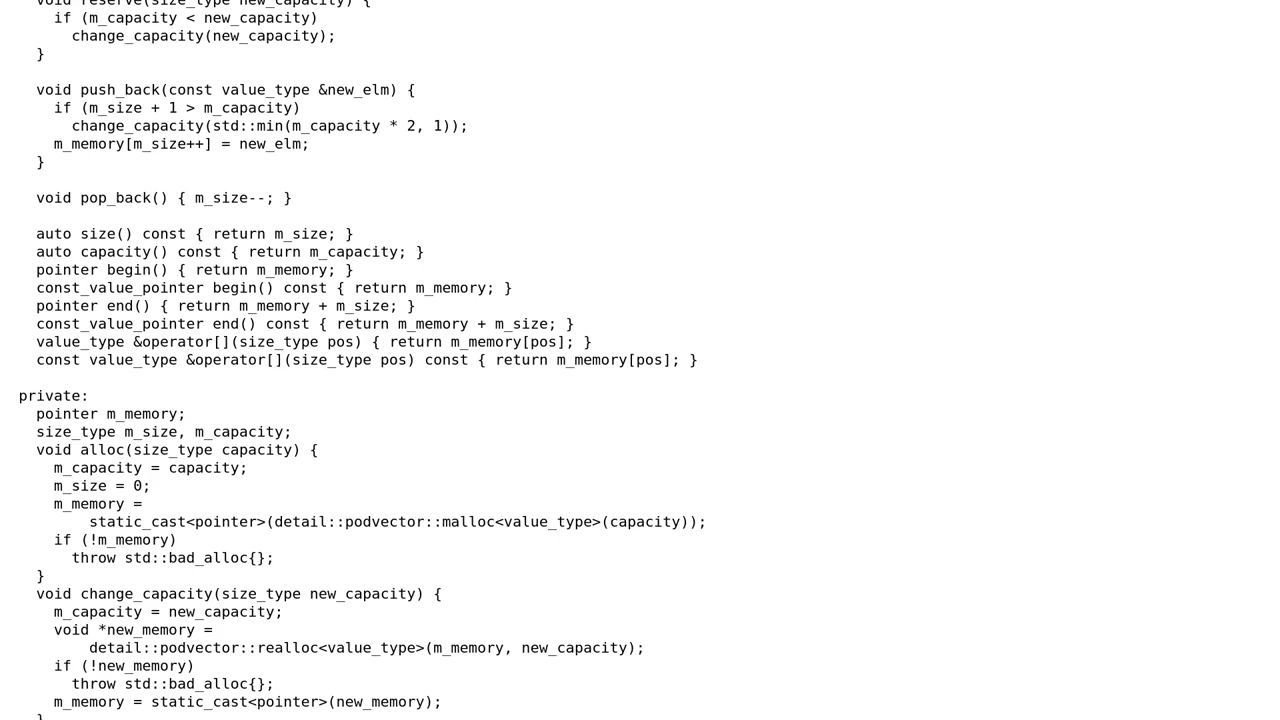 void reserve(size_type new_capacity) {
if (m_capacity < new_capacity)
change_capacity(new_capacity);
}
void push_back(const value_type &new_elm) {
if (m_size + 1 > m_capacity)
change_capacity(std::min(m_capacity * 2, 1));
m_memory[m_size++] = new_elm;
}
void pop_back() { m_size--; }
auto size() const { return m_size; }
auto capacity() const { return m_capacity; }
pointer begin() { return m_memory; }
const_value_pointer begin() const { return m_memory; }
pointer end() { return m_memory + m_size; }
const_value_pointer end() const { return m_memory + m_size; }
value_type &operator[](size_type pos) { return m_memory[pos]; }
const value_type &operator[](size_type pos) const { return m_memory[pos]; }
private:
pointer m_memory;
size_type m_size, m_capacity;
void alloc(size_type capacity) {
m_capacity = capacity;
m_size = 0;
m_memory =
static_cast<pointer>(detail::podvector::malloc<value_type>(capacity));
if (!m_memory)
throw std::bad_alloc{};
}
void change_capacity(size_type new_capacity) {
m_capacity = new_capacity;
void *new_memory =
detail::podvector::realloc<value_type>(m_memory, new_capacity);
if (!new_memory)
throw std::bad_alloc{};
m_memory = static_cast<pointer>(new_memory);
}